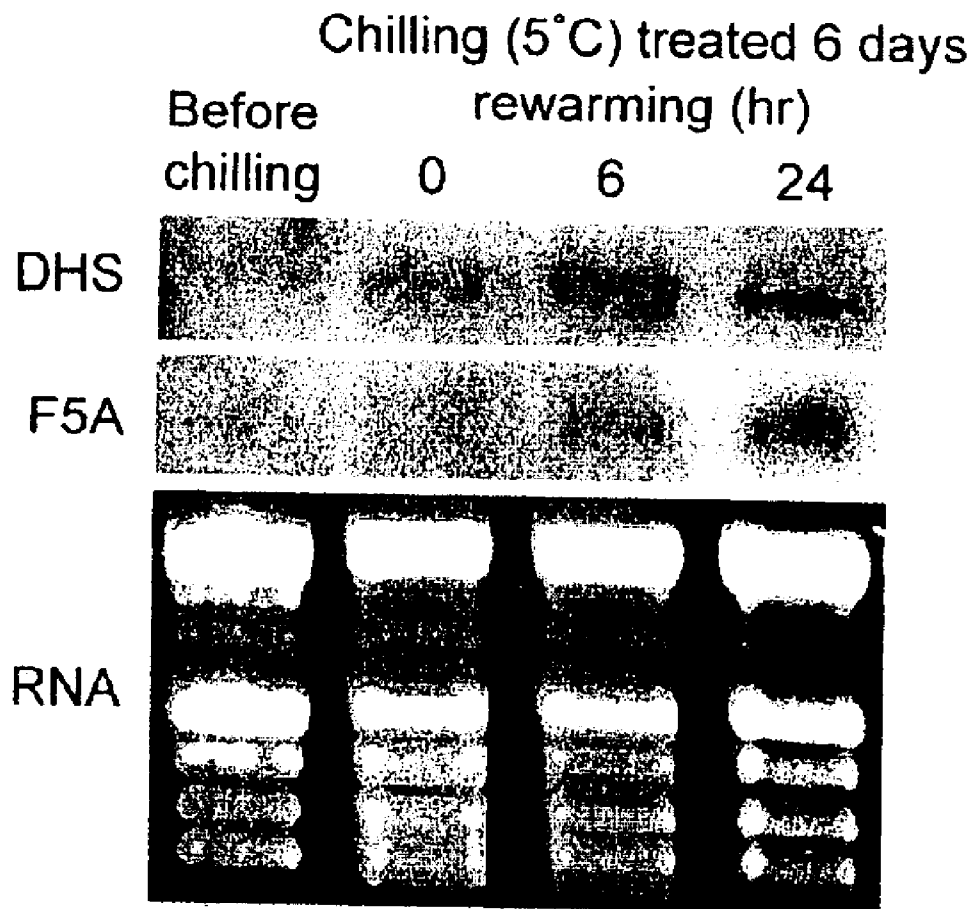 Chilling (5°C) treated 6 days
Before rewarming (hr)
chilling 0 6 24
DHS
F5A
RNA